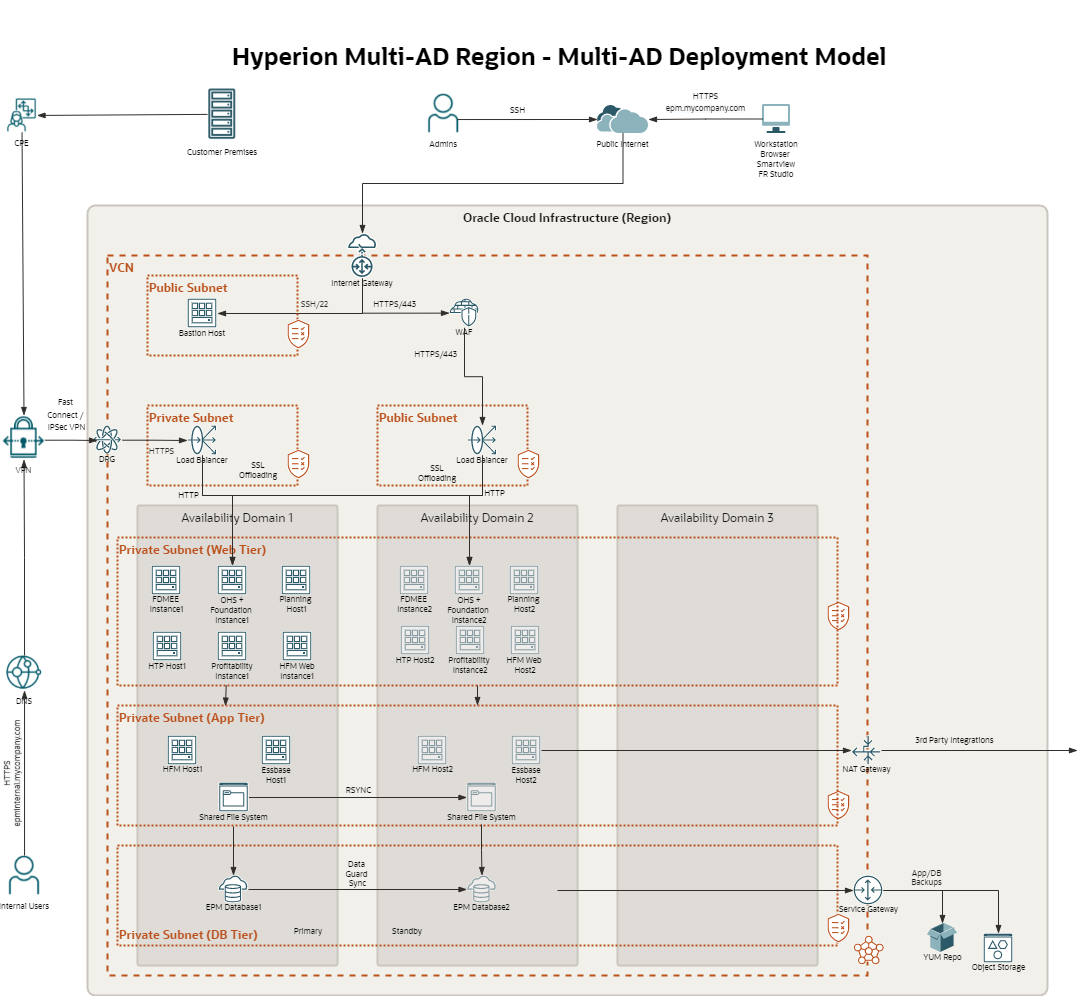 Hyperion Multi-AD Region - Multi-AD Deployment Model
CPE
Customer Premises
SSH
Admins
Public Internet
HTTPS
epm.mycompany.com
Workstation
Browser
Smartview
FR Studio
Oracle Cloud Infrastructure (Region)
VCN
Internet Gateway
Public Subnet
Bastion Host
SSH/22
HTTPS/443
WAF
HTTPS/443
Fast
Connect /
IPSec VPN
VPN
DRG
HTTPS
Private Subnet
Load Balancer
SSL
Offloading
HTTP
Public Subnet
Load Balancer
SSL
Offloading
HTTP
Availability Domain 1
Availability Domain 2
Availability Domain 3
Private Subnet (Web Tier)
FDMEE
Instance1
OHS +
Foundation
Instance1
Planning
Host1
FDMEE
Instance2
OHS +
Foundation
Instance2
Planning
Host2
HTP Host1
Profitability
Instance1
HFM Web
Instance1
HTP Host2
Profitability
Instance2
HFM Web
Host2
DNS
HTTPS
epminternal.mycompany.com
Internal Users
Private Subnet (App Tier)
HFM Host1
Essbase
Host1
HFM Host2
Essbase
Host2
Shared File System
RSYNC
Shared File System
NAT Gateway
3rd Party Integrations
EPM Database1
Data
Guard
Sync
EPM Database2
Primary
Standby
Private Subnet (DB Tier)
Service Gateway
App/DB
Backups
YUM Repo
Object Storage